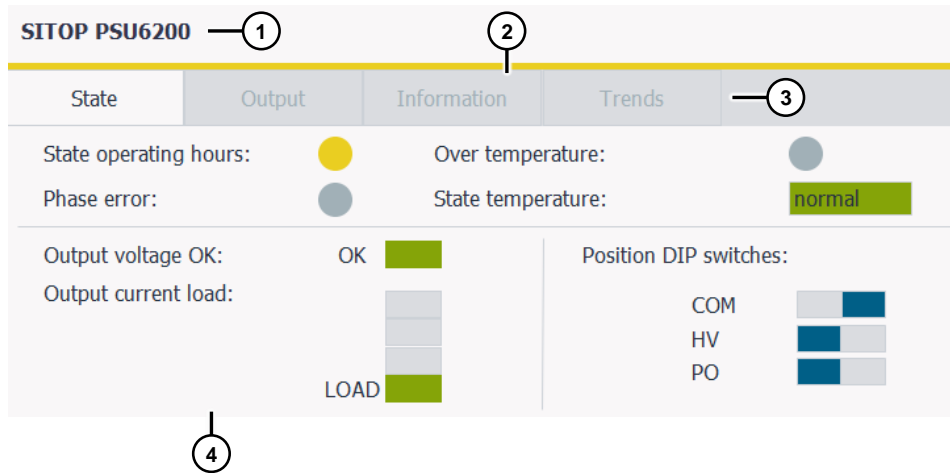 SITOP PSU6200 1
2
State Output Information Trends 3
State operating hours: Over temperature:
Phase error: State temperature: normal
Output voltage OK: OK Position DIP switches:
Output current load:
COM
HV
PO
LOAD
4